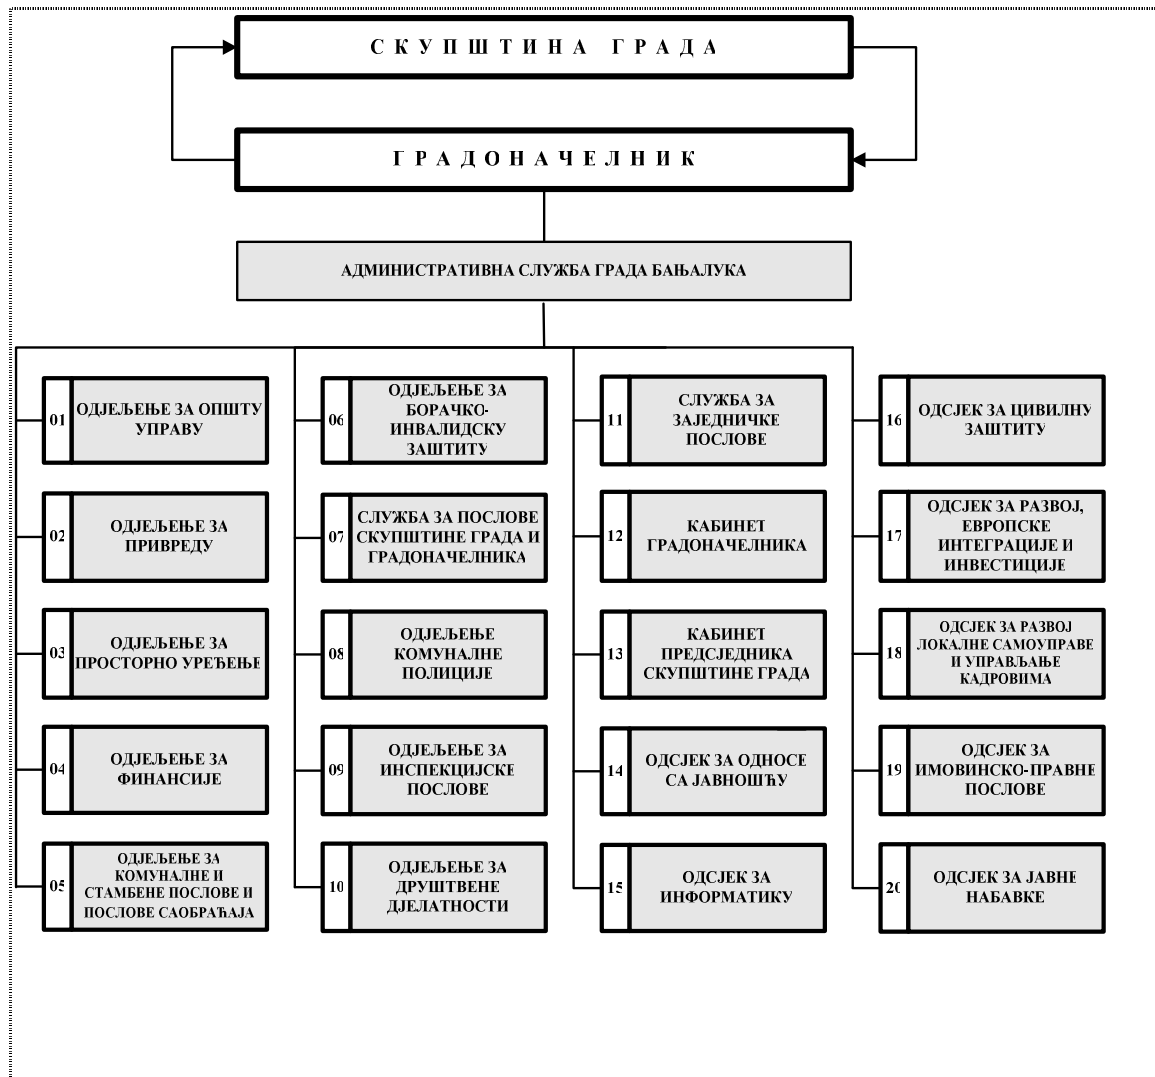 СКУПШТИНА ГРАДА
ГРАДОНАЧЕЛНИК
АДМИНИСТРАТИВНА СЛУЖБА ГРАДА БАЊАЛУКА
01
ОДЈЕЉЕЊЕ ЗА ОПШТУ
УПРАВУ
02
ОДЈЕЉЕЊЕ ЗА
ПРИВРЕДУ
03
ОДЈЕЉЕЊЕ ЗА
ПРОСТОРНО УРЕЂЕЊЕ
04
ОДЈЕЉЕЊЕ ЗА
ФИНАНСИЈЕ
05
ОДЈЕЉЕЊЕ ЗА
КОМУНАЛНЕ И
СТАМБЕНЕ ПОСЛОВЕ И
ПОСЛОВЕ САОБРАЋАЈА
06
ОДЈЕЉЕЊЕ ЗА
БОРАЧКО-
ИНВАЛИДСКУ
ЗАШТИТУ
07
СЛУЖБА ЗА ПОСЛОВЕ
СКУПШТИНЕ ГРАДА И
ГРАДОНАЧЕЛНИКА
08
ОДЈЕЉЕЊЕ
КОМУНАЛНЕ
ПОЛИЦИЈЕ
09
ОДЈЕЉЕЊЕ ЗА
ИНСПЕКЦИЈСКЕ
ПОСЛОВЕ
10
ОДЈЕЉЕЊЕ ЗА
ДРУШТВЕНЕ
ДЈЕЛАТНОСТИ
11
СЛУЖБА ЗА
ЗАЈЕДНИЧКЕ
ПОСЛОВЕ
12
КАБИНЕТ
ГРАДОНАЧЕЛНИКА
13
КАБИНЕТ
ПРЕДСЈЕДНИКА
СКУПШТИНЕ ГРАДА
14
ОДСЈЕК ЗА ОДНОСЕ
СА ЈАВНОШЋУ
15
ОДСЈЕК ЗА
ИНФОРМАТИКУ
16
ОДСЈЕК ЗА ЦИВИЛНУ
ЗАШТИТУ
17
ОДСЈЕК ЗА РАЗВОЈ,
ЕВРОПСКЕ
ИНТЕГРАЦИЈЕ И
ИНВЕСТИЦИЈЕ
18
ОДСЈЕК ЗА РАЗВОЈ
ЛОКАЛНЕ САМОУПРАВЕ
И УПРАВЉАЊЕ
КАДРОВИМА
19
ОДСЈЕК ЗА
ИМОВИНСКО-ПРАВНЕ
ПОСЛОВЕ
20
ОДСЈЕК ЗА ЈАВНЕ
НАБАВКЕ